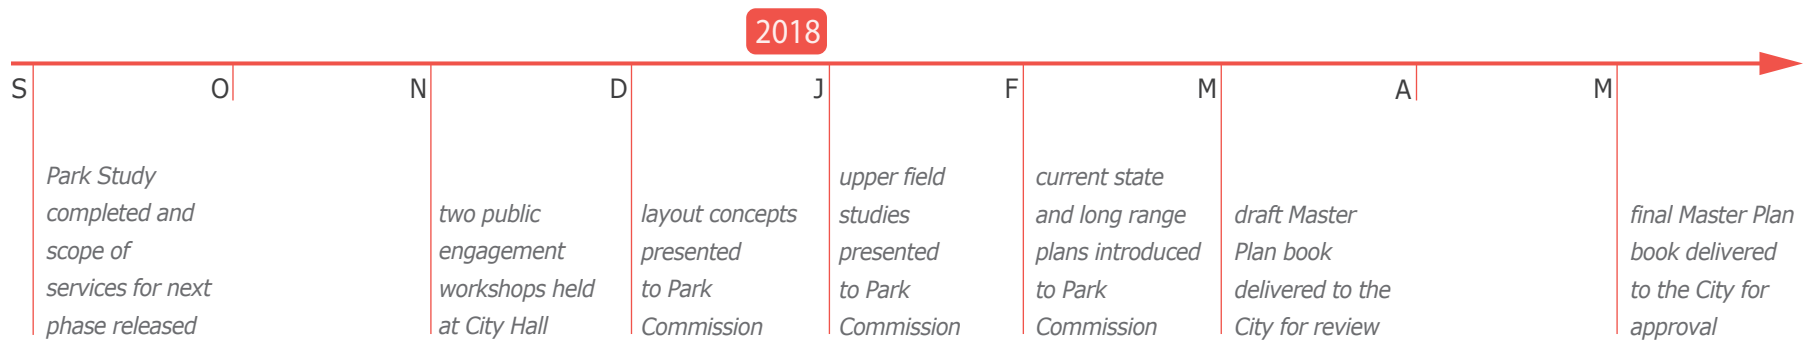 2018
S O N D J F M A M
Park Study
completed and
scope of
services for next
phase released
two public
engagement
workshops held
at City Hall
layout concepts
presented
to Park
Commission
upper field
studies
presented
to Park
Commission
current state
and long range
plans introduced
to Park
Commission
draft Master
Plan book
delivered to the
City for review
final Master Plan
book delivered
to the City for
approval